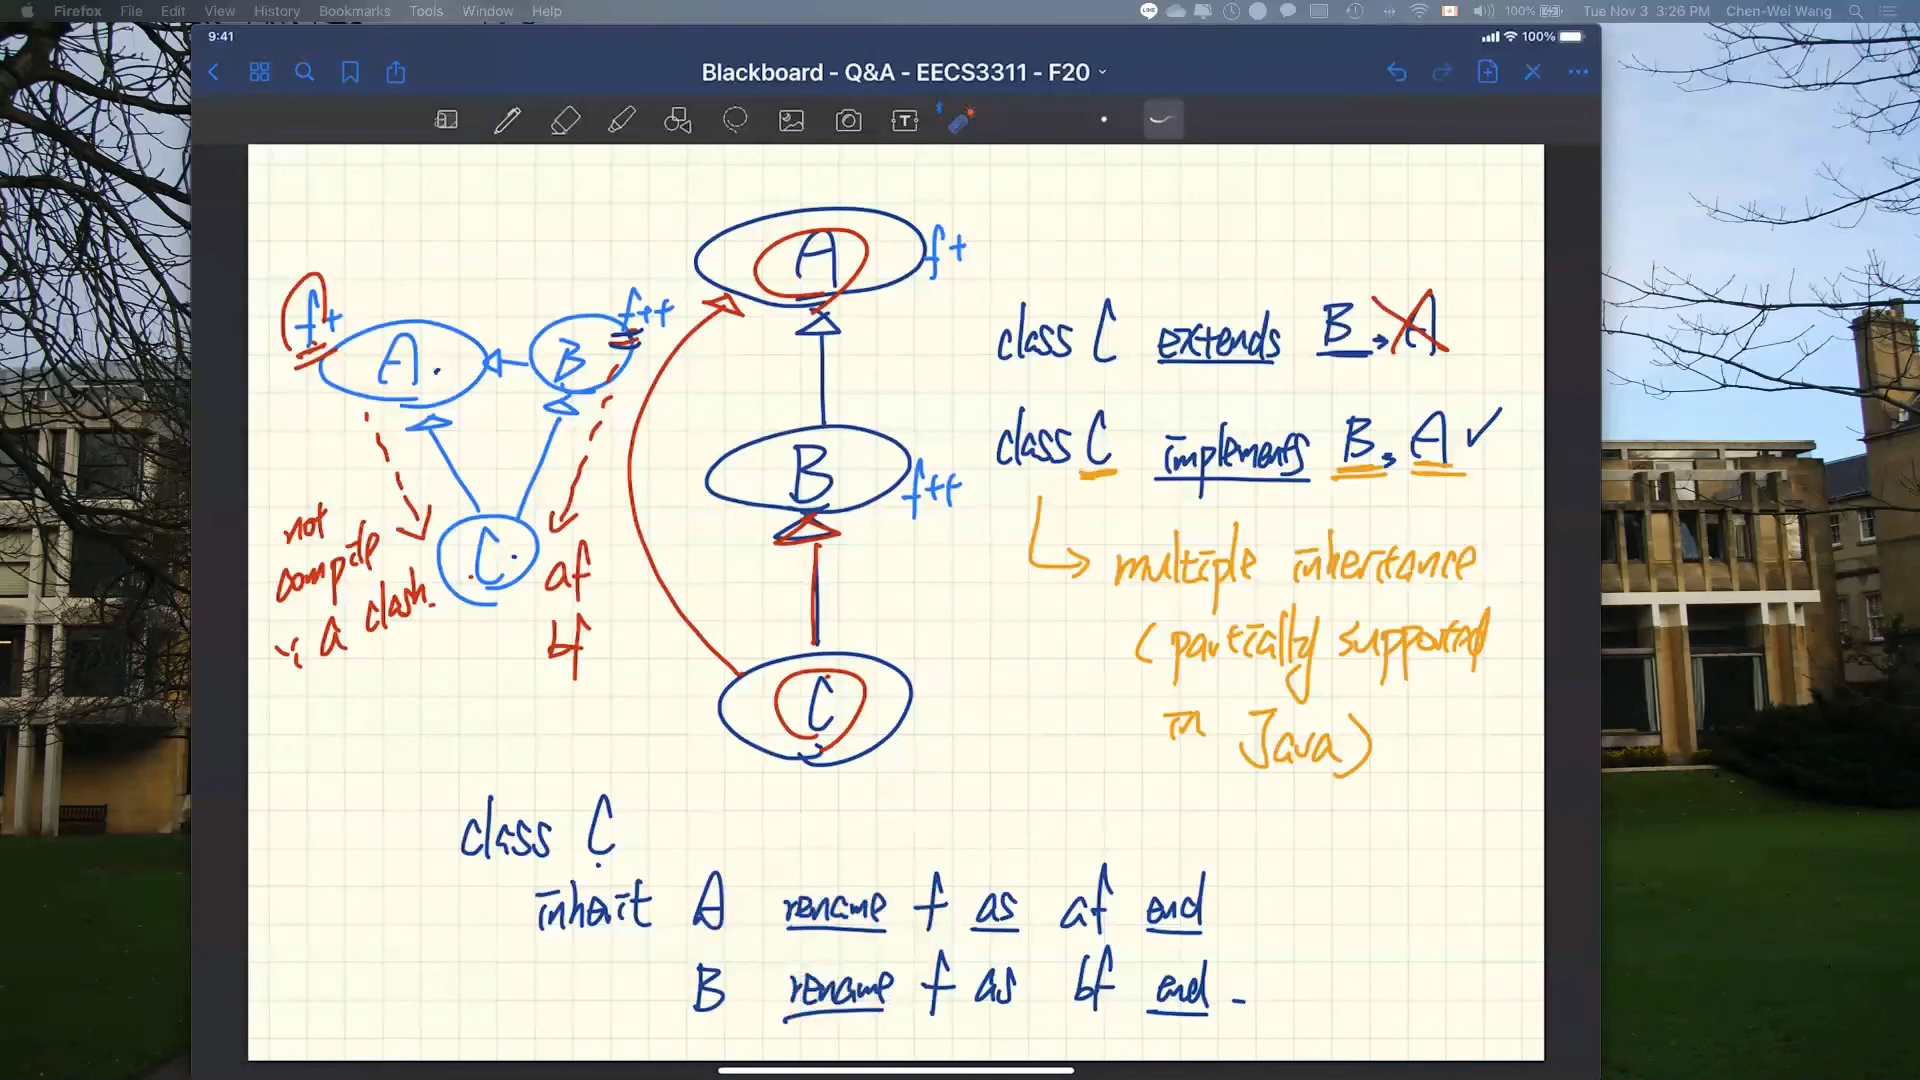 Firefox File Edit View History Bookmarks Tools Window Help
LINE
100%
Tue Nov 3 3:26 PM Chen-Wei Wang
9:41
100%
Blackboard - Q&A - EECS3311 - F20
T
A
f+
f+
A
B
f++
C
not
compile
∵ a clash.
af
bf
B
f++
C
class C extends B, A
class C implements B, A ✓
multiple inheritance
(partially supported
in Java)
class C
inherit A rename f as af end
B rename f as bf end